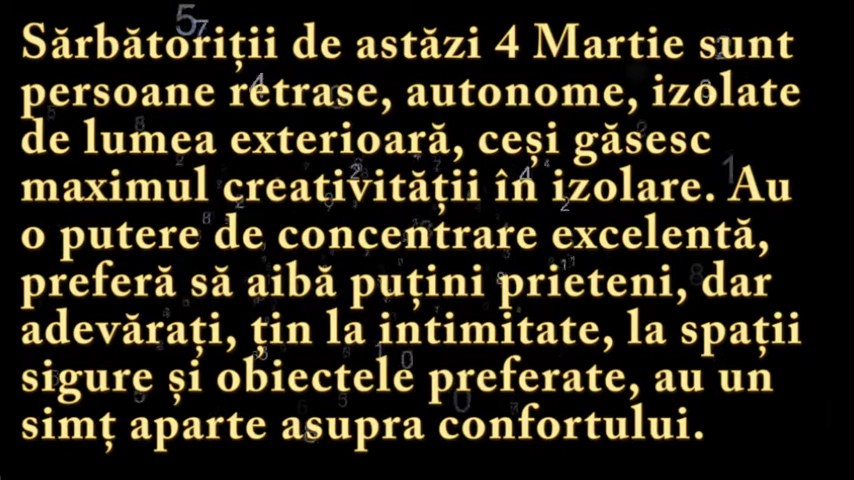 Sărbătoriții de astăzi 4 Martie sunt
persoane retrase, autonome, izolate
de lumea exterioară, ceși găsesc
maximul creativității în izolare. Au
o putere de concentrare excelentă,
preferă să aibă puțini prieteni, dar
adevărați, țin la intimitate, la spații
sigure și obiectele preferate, au un
simț aparte asupra confortului.